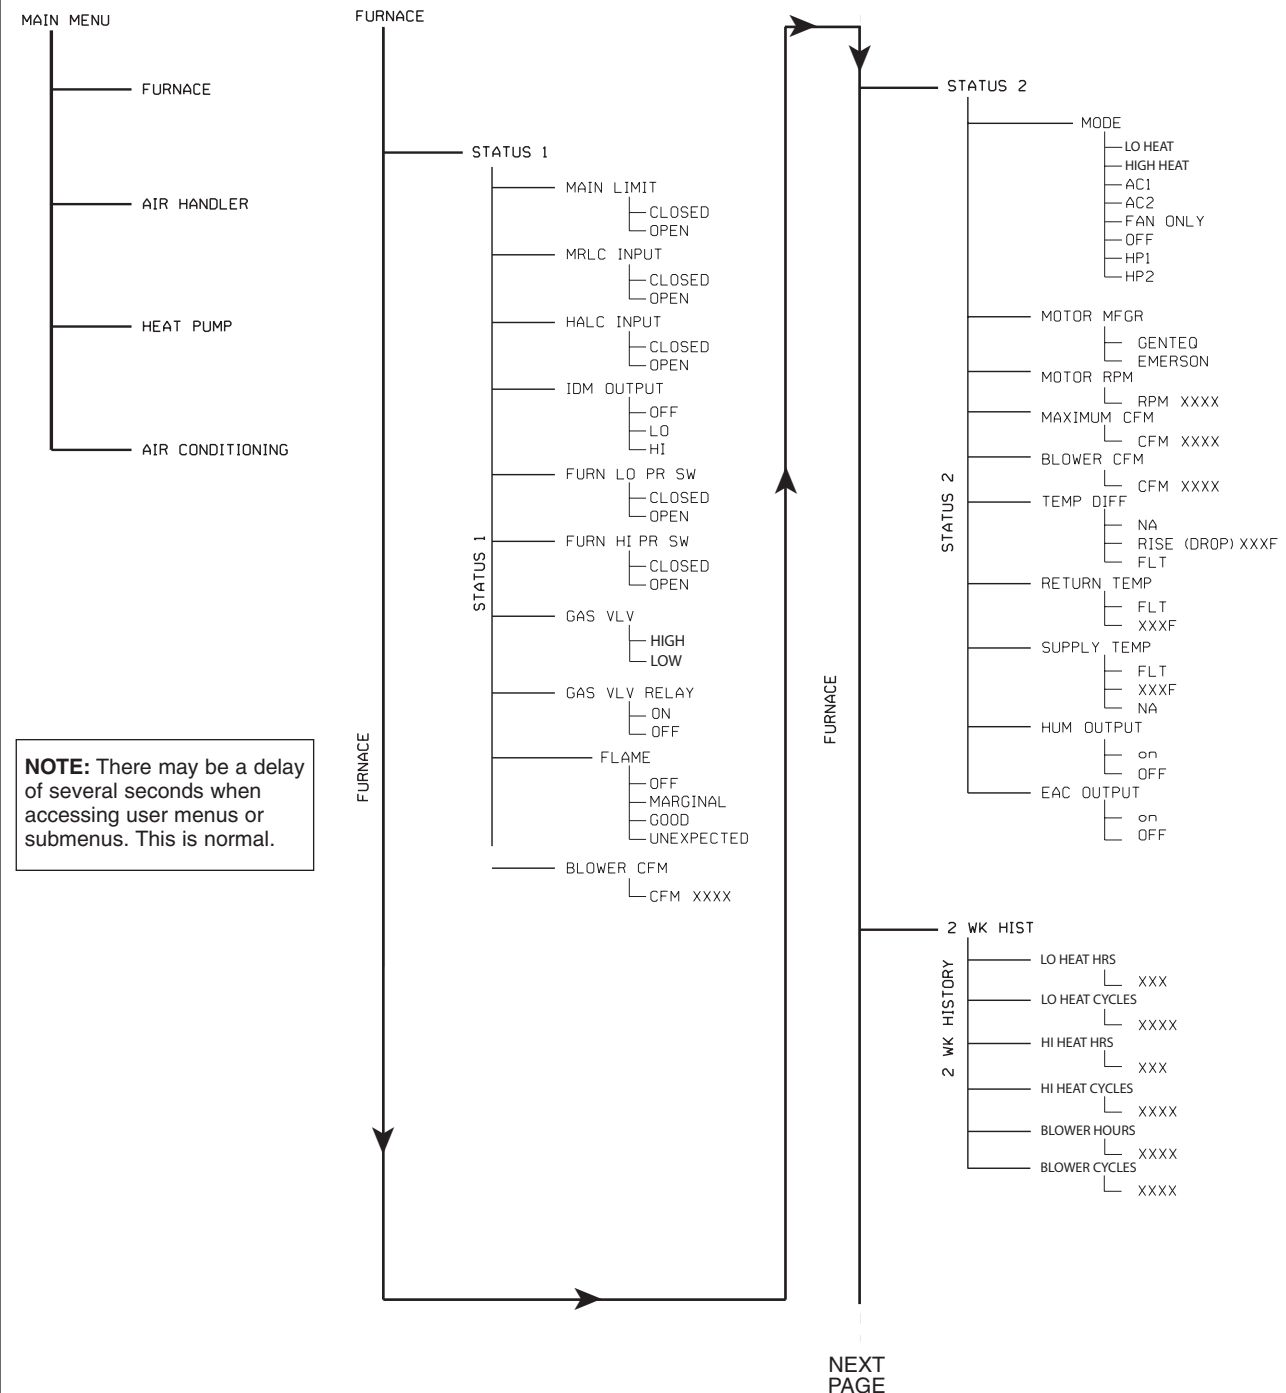 MAIN MENU
FURNACE
AIR HANDLER
HEAT PUMP
AIR CONDITIONING
NOTE: There may be a delay
of several seconds when
accessing user menus or
submenus. This is normal.
FURNACE
FURNACE
STATUS 1
STATUS 1
MAIN LIMIT
CLOSED
OPEN
MRLC INPUT
CLOSED
OPEN
HALC INPUT
CLOSED
OPEN
IDM OUTPUT
OFF
LO
HI
FURN LO PR SW
CLOSED
OPEN
FURN HI PR SW
CLOSED
OPEN
GAS VLV
HIGH
LOW
GAS VLV RELAY
ON
OFF
FLAME
OFF
MARGINAL
GOOD
UNEXPECTED
BLOWER CFM
CFM XXXX
FURNACE
STATUS 2
STATUS 2
MODE
LO HEAT
HIGH HEAT
AC1
AC2
FAN ONLY
OFF
HP1
HP2
MOTOR MFGR
GENTEQ
EMERSON
MOTOR RPM
RPM XXXX
MAXIMUM CFM
CFM XXXX
BLOWER CFM
CFM XXXX
TEMP DIFF
NA
RISE (DROP) XXXF
FLT
RETURN TEMP
FLT
XXXF
SUPPLY TEMP
FLT
XXXF
NA
HUM OUTPUT
on
OFF
EAC OUTPUT
on
OFF
2 WK HIST
2 WK HISTORY
LO HEAT HRS
XXX
LO HEAT CYCLES
XXXX
HI HEAT HRS
XXX
HI HEAT CYCLES
XXXX
BLOWER HOURS
XXXX
BLOWER CYCLES
XXXX
NEXT
PAGE